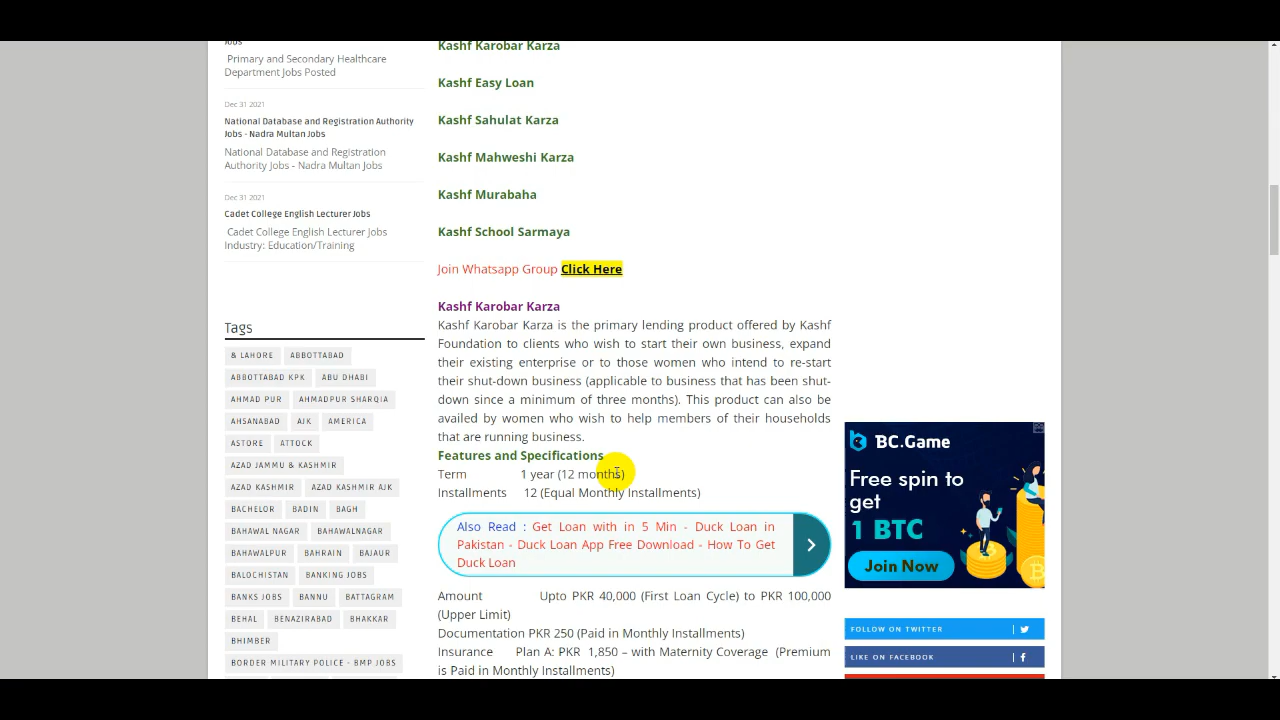 Jobs
Primary and Secondary Healthcare
Department Jobs Posted
Dec 31 2021
National Database and Registration Authority
Jobs - Nadra Multan Jobs
National Database and Registration
Authority Jobs - Nadra Multan Jobs
Dec 31 2021
Cadet College English Lecturer Jobs
Cadet College English Lecturer Jobs
Industry: Education/Training
Tags
& LAHORE ABBOTTABAD
ABBOTTABAD KPK ABU DHABI
AHMAD PUR AHMADPUR SHARQIA
AHSANABAD AJK AMERICA
ASTORE ATTOCK
AZAD JAMMU & KASHMIR
AZAD KASHMIR AZAD KASHMIR AJK
BACHELOR BADIN BAGH
BAHAWAL NAGAR BAHAWALNAGAR
BAHAWALPUR BAHRAIN BAJAUR
BALOCHISTAN BANKING JOBS
BANKS JOBS BANNU BATTAGRAM
BEHAL BENAZIRABAD BHAKKAR
BHIMBER
BORDER MILITARY POLICE - BMP JOBS
Kashf Karobar Karza
Kashf Easy Loan
Kashf Sahulat Karza
Kashf Mahweshi Karza
Kashf Murabaha
Kashf School Sarmaya
Join Whatsapp Group Click Here
Kashf Karobar Karza
Kashf Karobar Karza is the primary lending product offered by Kashf
Foundation to clients who wish to start their own business, expand
their existing enterprise or to those women who intend to re-start
their shut-down business (applicable to business that has been shut-
down since a minimum of three months). This product can also be
availed by women who wish to help members of their households
that are running business.
Features and Specifications
Term 1 year (12 months)
Installments 12 (Equal Monthly Installments)
Also Read : Get Loan with in 5 Min - Duck Loan in
Pakistan - Duck Loan App Free Download - How To Get
Duck Loan
Amount Upto PKR 40,000 (First Loan Cycle) to PKR 100,000
(Upper Limit)
Documentation PKR 250 (Paid in Monthly Installments)
Insurance Plan A: PKR 1,850 – with Maternity Coverage (Premium
is Paid in Monthly Installments)
BC.Game
Free spin to
get
1 BTC
Join Now
FOLLOW ON TWITTER
LIKE ON FACEBOOK